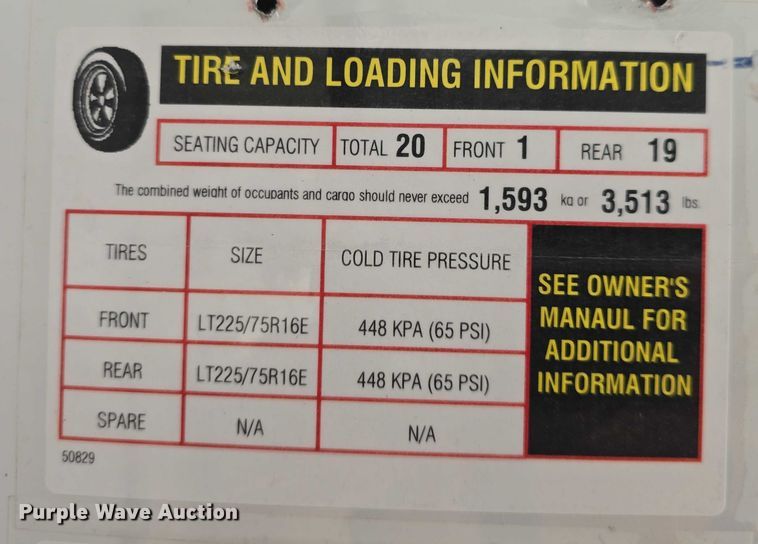 TIRE AND LOADING INFORMATION
SEATING CAPACITY TOTAL 20 FRONT 1 REAR 19
The combined weight of occupants and cargo should never exceed 1,593 kg or 3,513 lbs.
TIRES SIZE COLD TIRE PRESSURE
FRONT LT225/75R16E 448 KPA (65 PSI)
REAR LT225/75R16E 448 KPA (65 PSI)
SPARE N/A N/A
SEE OWNER'S
MANAUL FOR
ADDITIONAL
INFORMATION
50829
Purple Wave Auction